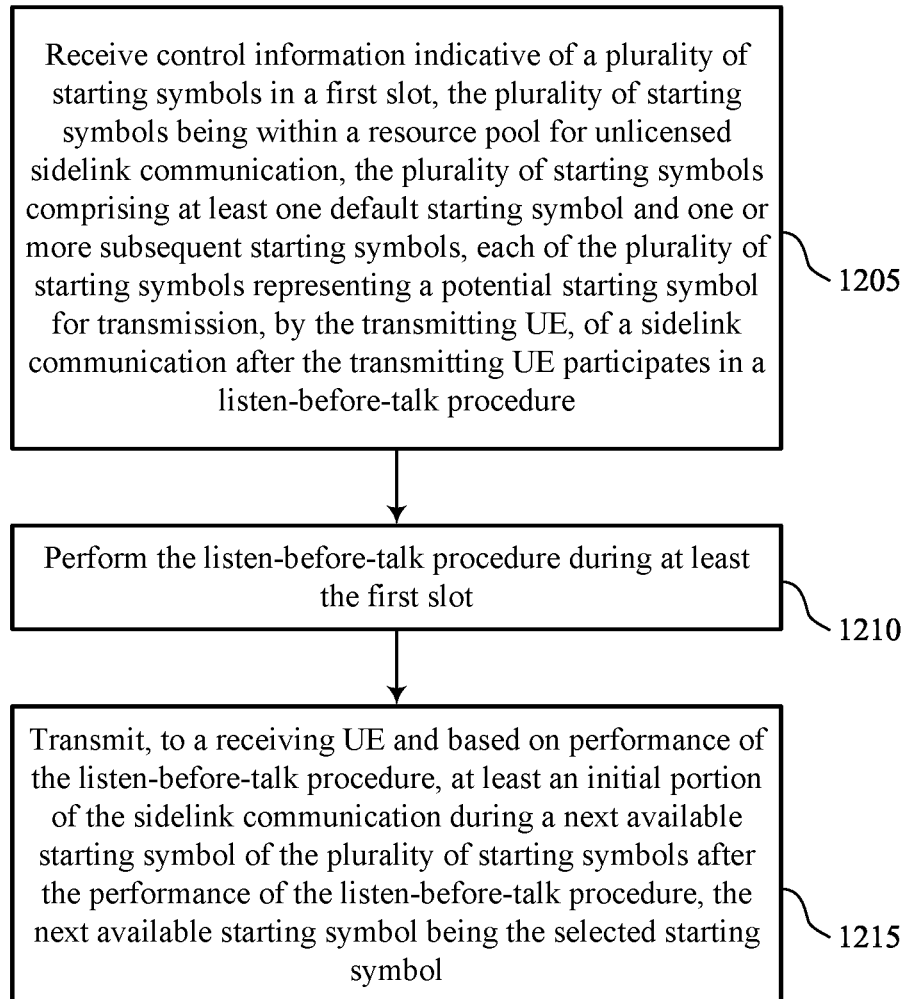 Receive control information indicative of a plurality of
starting symbols in a first slot, the plurality of starting
symbols being within a resource pool for unlicensed
sidelink communication, the plurality of starting symbols
comprising at least one default starting symbol and one or
more subsequent starting symbols, each of the plurality of
starting symbols representing a potential starting symbol
for transmission, by the transmitting UE, of a sidelink
communication after the transmitting UE participates in a
listen-before-talk procedure
1205
Perform the listen-before-talk procedure during at least
the first slot
1210
Transmit, to a receiving UE and based on performance of
the listen-before-talk procedure, at least an initial portion
of the sidelink communication during a next available
starting symbol of the plurality of starting symbols after
the performance of the listen-before-talk procedure, the
next available starting symbol being the selected starting
symbol
1215